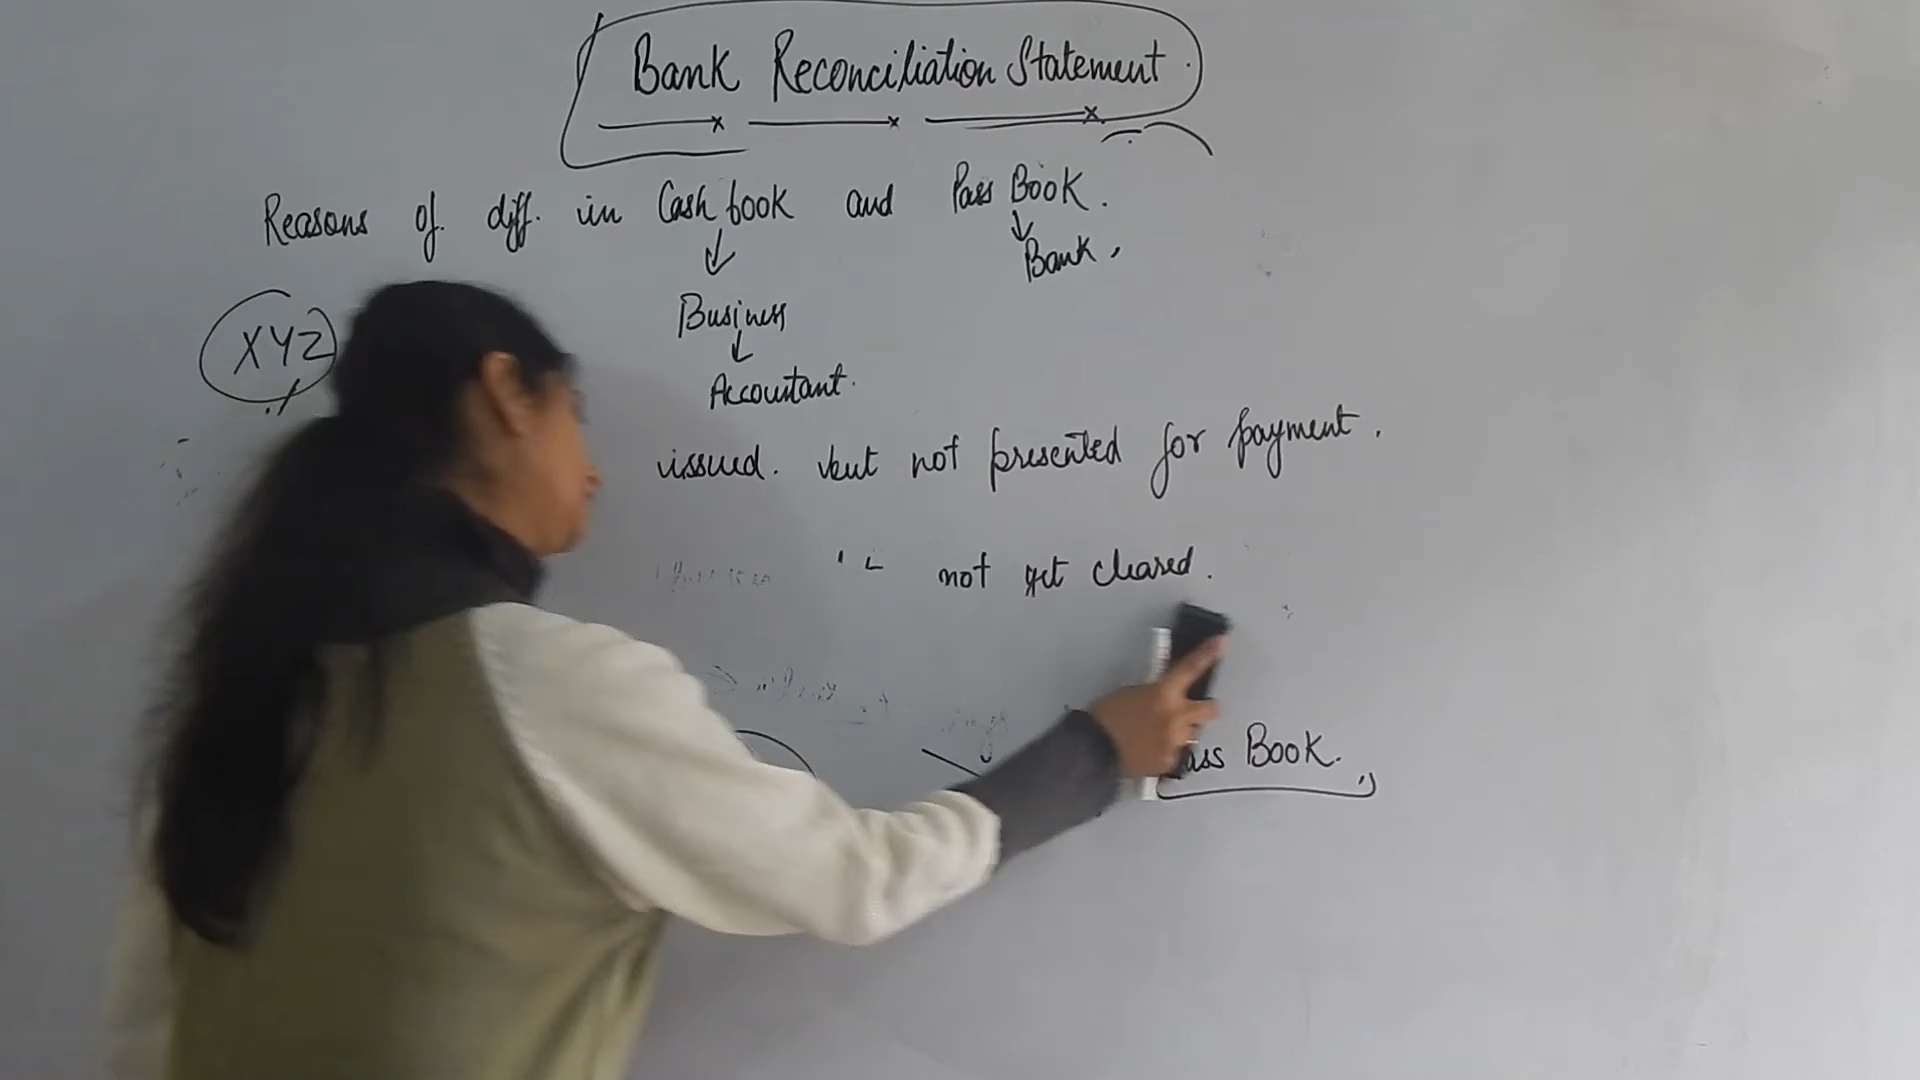 Bank Reconciliation Statement.
Reasons of diff. in Cash book and Pass Book.
Bank.
XYZ
Business
Accountant.
issued. but not presented for payment.
not yet cleared.
ass Book.